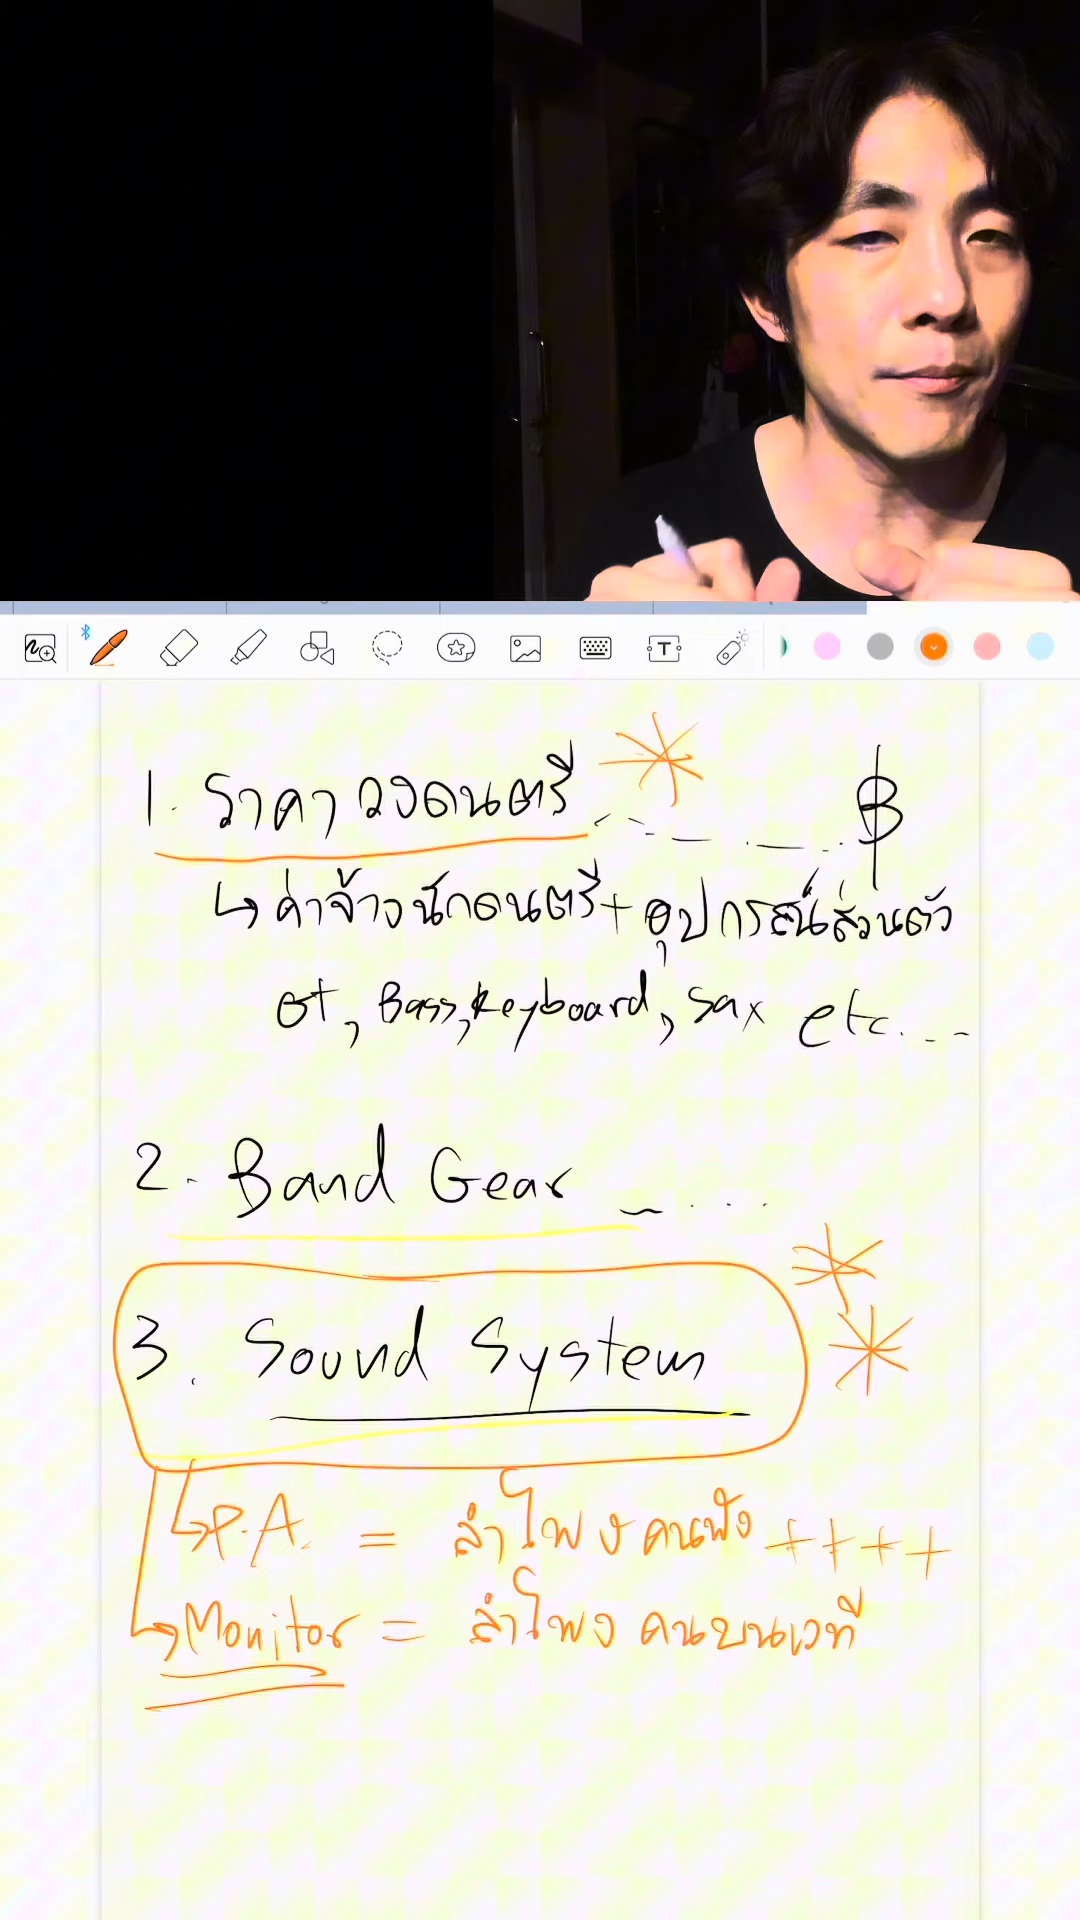 1. ราคาวงดนตรี ฿
ค่าจ้างนักดนตรี + อุปกรณ์ส่วนตัว
Gt, Bass, Keyboard, Sax etc...
2. Band Gear
3. Sound System
P.A. = ลำโพงคนฟัง ++++
Monitor = ลำโพงคนบนเวที
T